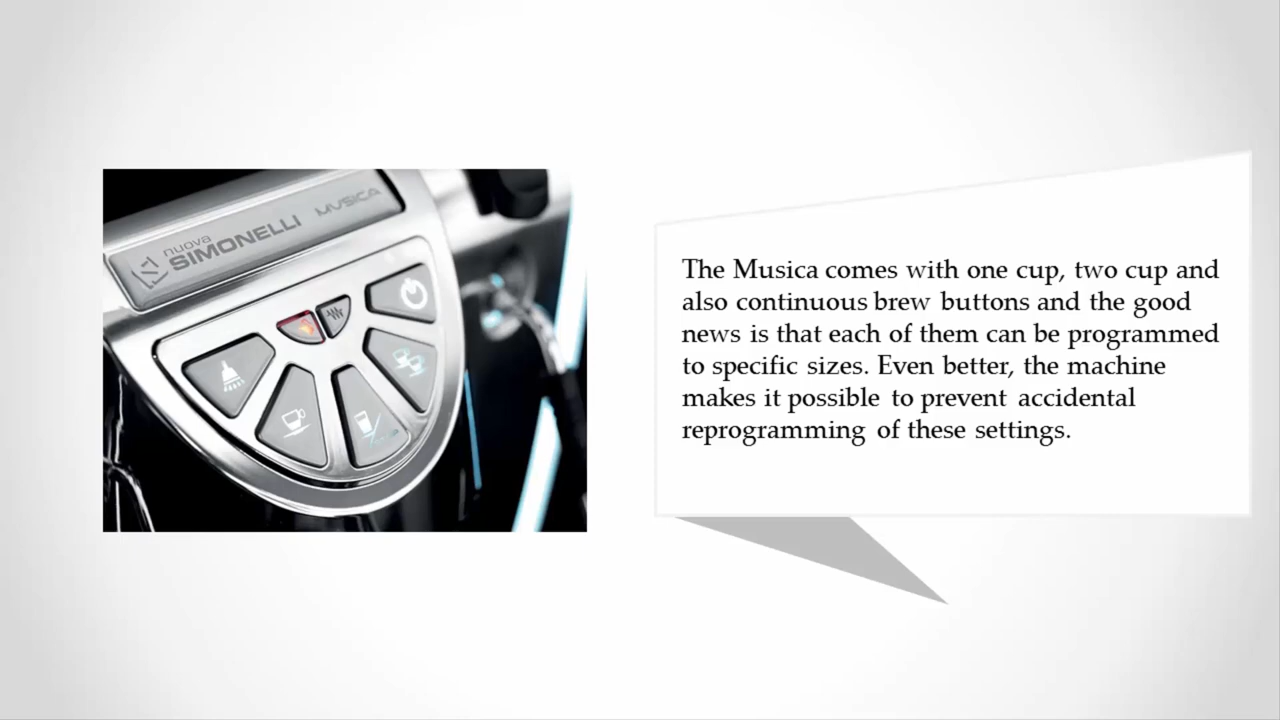 nuova
SIMONELLI
MUSICA
The Musica comes with one cup, two cup and
also continuous brew buttons and the good
news is that each of them can be programmed
to specific sizes. Even better, the machine
makes it possible to prevent accidental
reprogramming of these settings.